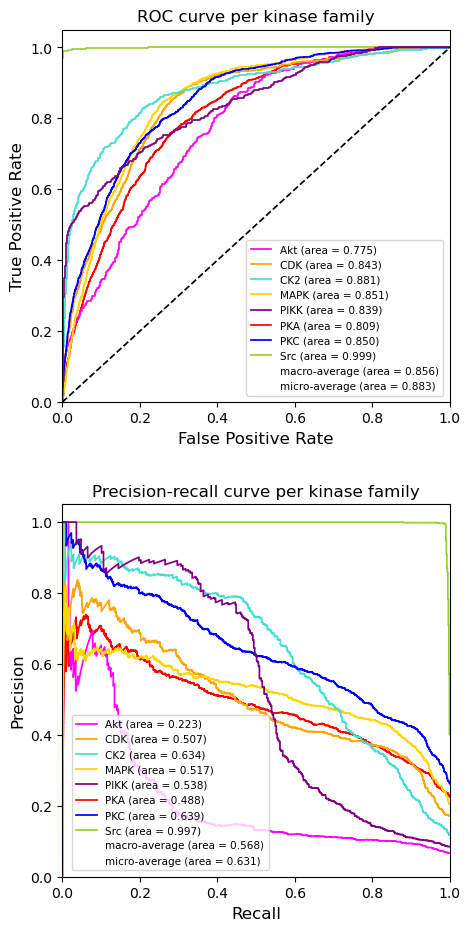 ROC curve per kinase family
1.0
0.8
0.6
0.4
0.2
0.0
True Positive Rate
Akt (area = 0.775)
CDK (area = 0.843)
CK2 (area = 0.881)
MAPK (area = 0.851)
PIKK (area = 0.839)
PKA (area = 0.809)
PKC (area = 0.850)
Src (area = 0.999)
macro-average (area = 0.856)
micro-average (area = 0.883)
0.0 0.2 0.4 0.6 0.8 1.0
False Positive Rate
Precision-recall curve per kinase family
1.0
0.8
0.6
0.4
0.2
0.0
Precision
Akt (area = 0.223)
CDK (area = 0.507)
CK2 (area = 0.634)
MAPK (area = 0.517)
PIKK (area = 0.538)
PKA (area = 0.488)
PKC (area = 0.639)
Src (area = 0.997)
macro-average (area = 0.568)
micro-average (area = 0.631)
0.0 0.2 0.4 0.6 0.8 1.0
Recall